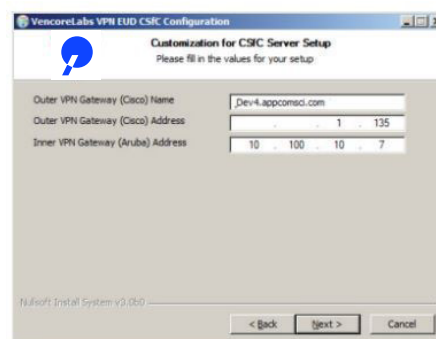 VencoreLabs VPN EUD CSfC Configuration
Customization for CSfC Server Setup
Please fill in the values for your setup
Outer VPN Gateway (Cisco) Name _Dev4.appcomsci.com
Outer VPN Gateway (Cisco) Address . . 1 . 135
Inner VPN Gateway (Aruba) Address 10 . 100 . 10 . 7
Nullsoft Install System v3.0b0
< Back Next > Cancel